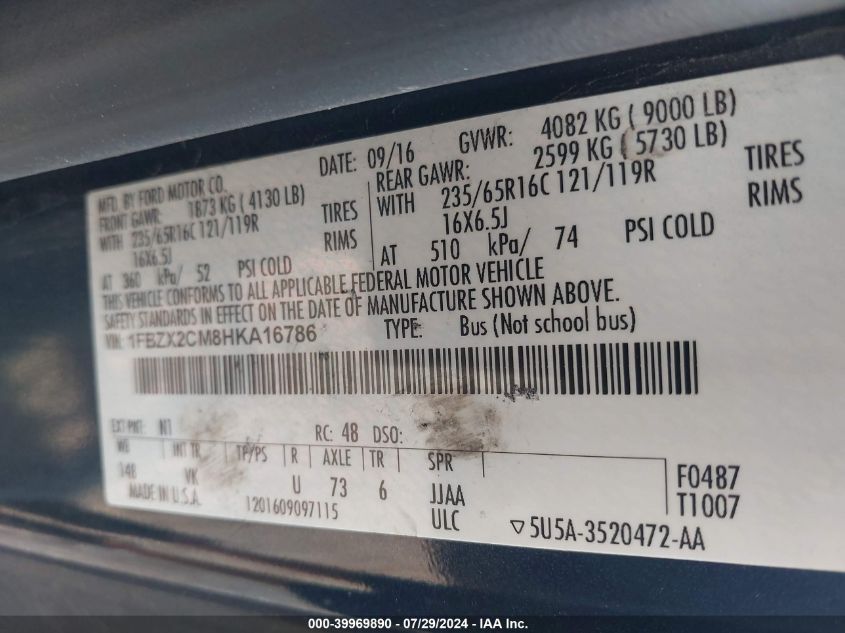 MFD. BY FORD MOTOR CO.
DATE: 09/16 GVWR: 4082 KG ( 9000 LB)
FRONT GAWR: 1873 KG ( 4130 LB)
REAR GAWR: 2599 KG ( 5730 LB)
WITH 235/65R16C 121/119R TIRES
WITH 235/65R16C 121/119R TIRES
16X6.5J RIMS
16X6.5J RIMS
AT 360 kPa/ 52 PSI COLD
AT 510 kPa/ 74 PSI COLD
THIS VEHICLE CONFORMS TO ALL APPLICABLE FEDERAL MOTOR VEHICLE
SAFETY STANDARDS IN EFFECT ON THE DATE OF MANUFACTURE SHOWN ABOVE.
VIN: 1FBZX2CM8HKA16786 TYPE: Bus (Not school bus)
EXT PNT: N1 RC: 48 DSO:
WB INT TR TP/PS R AXLE TR SPR
148 VK U 73 6 JJAA
F0487
T1007
MADE IN U.S.A. 1201609097115 ULC
▽5U5A-3520472-AA
000-39969890 - 07/29/2024 - IAA Inc.